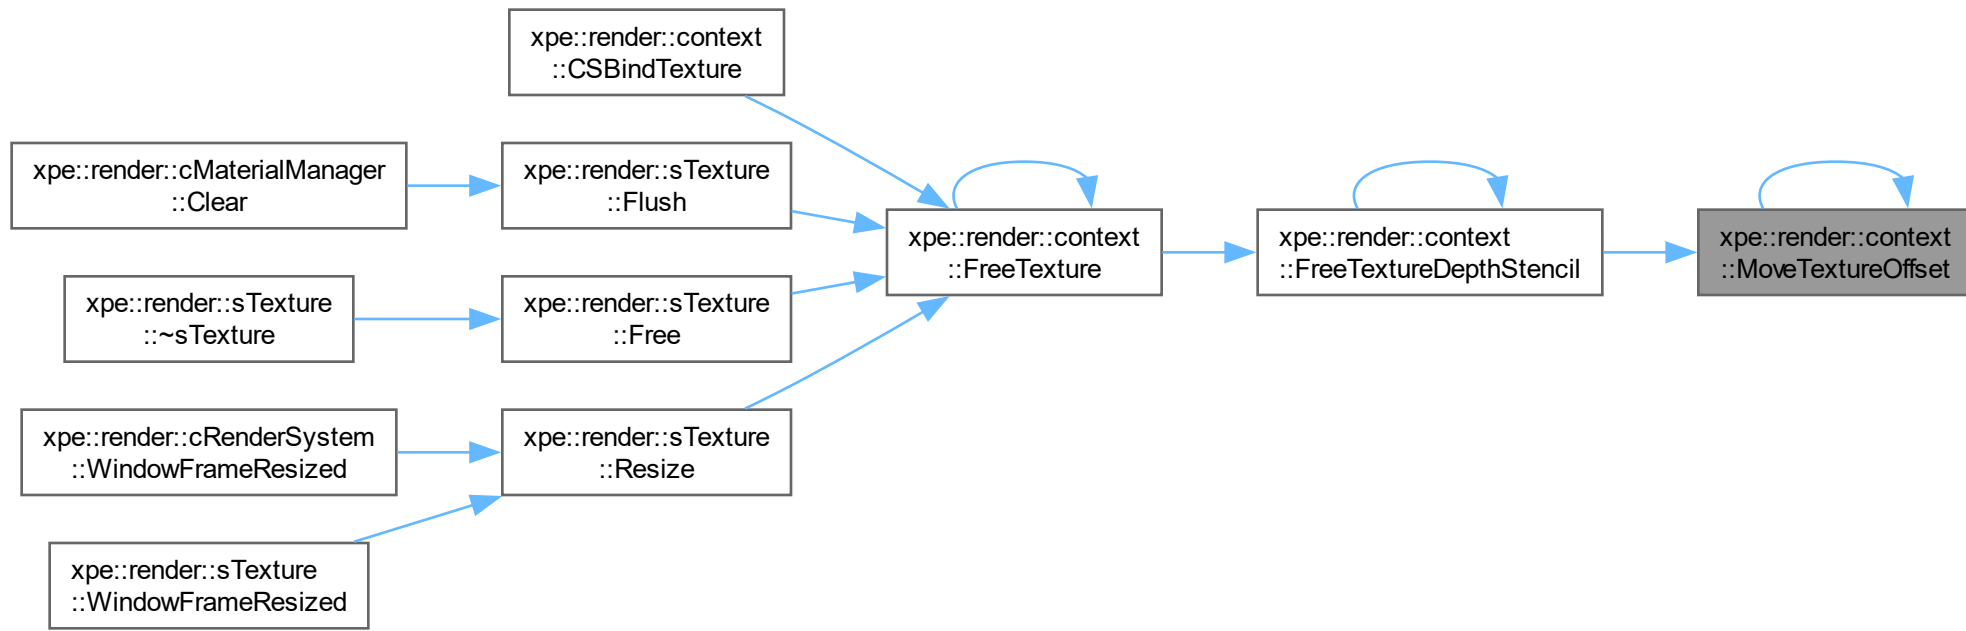 xpe::render::context
::CSBindTexture
xpe::render::cMaterialManager
::Clear
xpe::render::sTexture
::Flush
xpe::render::context
::FreeTexture
xpe::render::context
::FreeTextureDepthStencil
xpe::render::context
::MoveTextureOffset
xpe::render::sTexture
::~sTexture
xpe::render::sTexture
::Free
xpe::render::cRenderSystem
::WindowFrameResized
xpe::render::sTexture
::Resize
xpe::render::sTexture
::WindowFrameResized